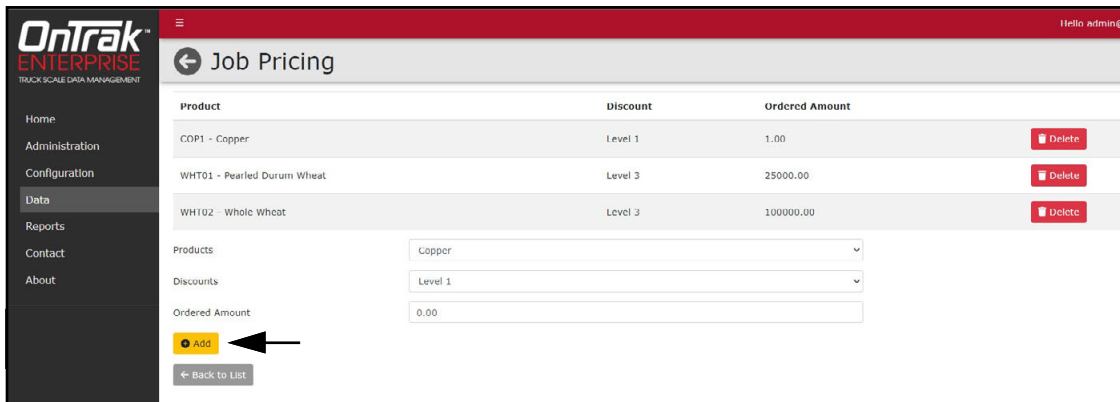 OnTrak™
ENTERPRISE
TRUCK SCALE DATA MANAGEMENT
Home
Administration
Configuration
Data
Reports
Contact
About
Hello admin@
Job Pricing
Product Discount Ordered Amount
COP1 - Copper Level 1 1.00 Delete
WHT01 - Pearled Durum Wheat Level 3 25000.00 Delete
WHT02 - Whole Wheat Level 3 100000.00 Delete
Products Copper
Discounts Level 1
Ordered Amount 0.00
Add
← Back to List